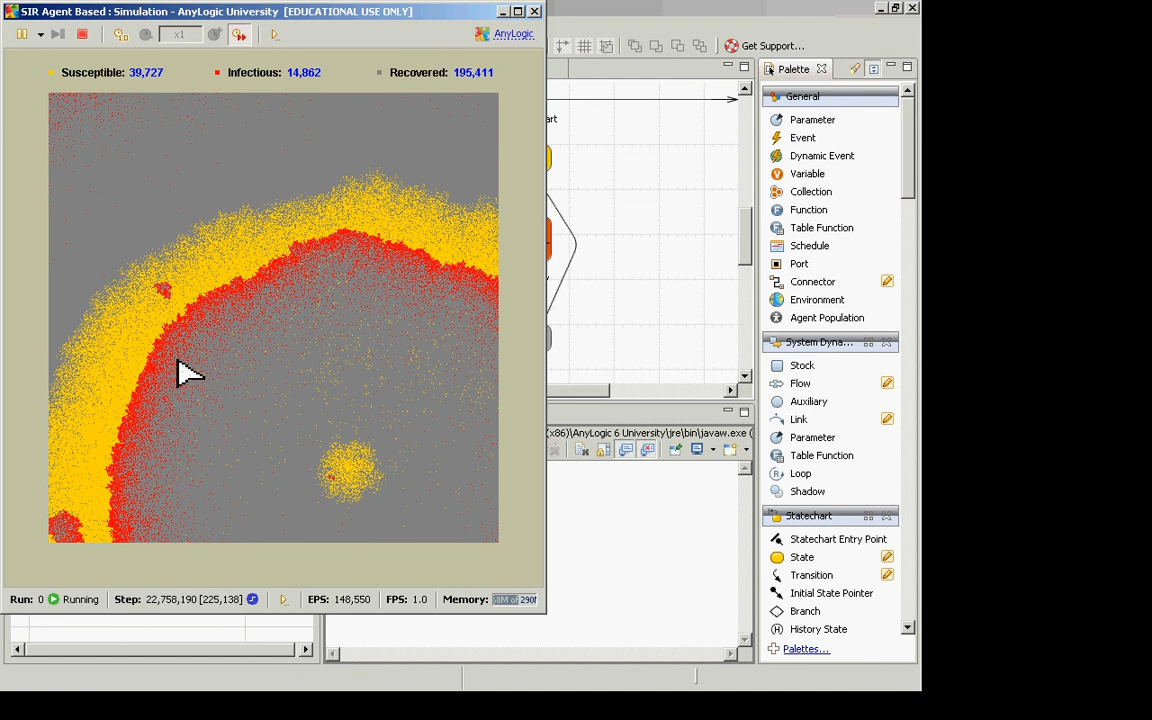 SIR Agent Based : Simulation - AnyLogic University [EDUCATIONAL USE ONLY]
x1
AnyLogic
Get Support...
Susceptible: 39,727
Infectious: 14,862
Recovered: 195,411
Palette
General
Parameter
Event
Dynamic Event
Variable
Collection
Function
Table Function
Schedule
Port
Connector
Environment
Agent Population
System Dyna...
Stock
Flow
Auxiliary
Link
Parameter
Table Function
Loop
Shadow
Statechart
Statechart Entry Point
State
Transition
Initial State Pointer
Branch
History State
Palettes...
art
(x86)\AnyLogic 6 University\jre\bin\javaw.exe (
Run: 0 Running
Step: 22,758,190 [225,138]
EPS: 148,550
FPS: 1.0
Memory: